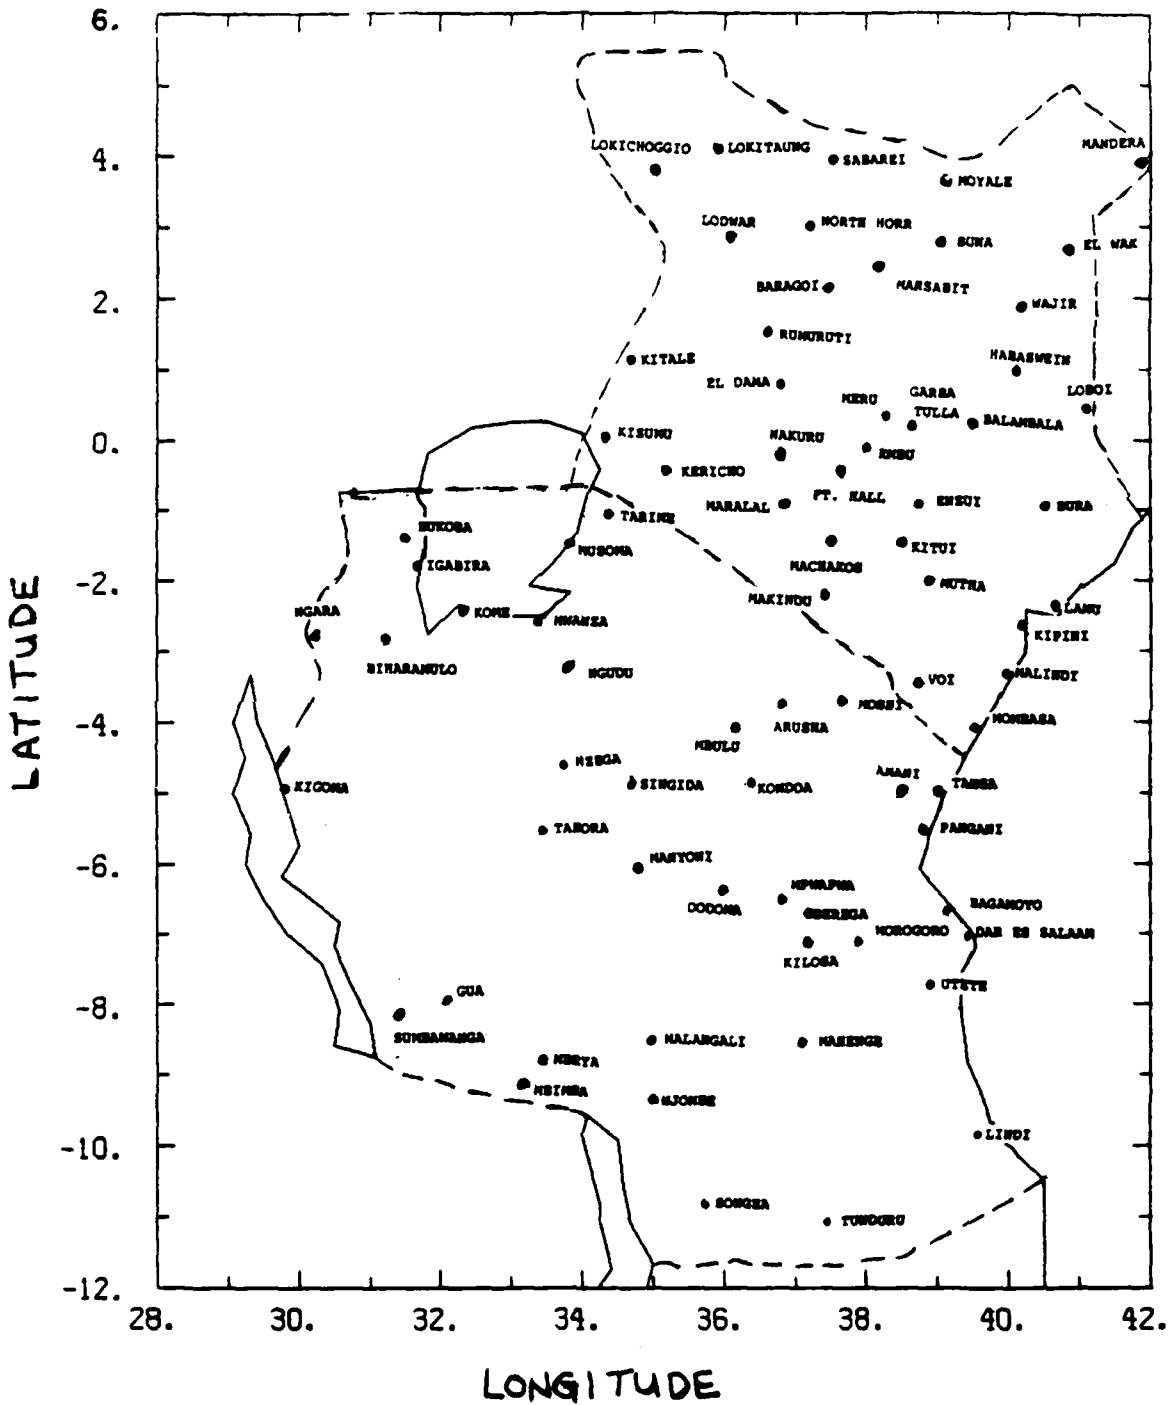 6.
MANDERA
LOKICHOGGIO
LOKITAUNG
SABAREI
4.
MOYALE
LODWAR
NORTH HORR
BUNA
EL WAK
BARAGOI
MARSABIT
2.
WAJIR
RUMURUTI
KITALE
HABASWEIN
EL DAMA
MERU
GARBA
TULLA
LOBOI
BALAMBALA
0.
KISUMU
NAKURU
EMBU
KERICHO
MARALAL
FT. HALL
ENZUI
BURA
TARIME
BUKOBA
MUSOMA
IGABIRA
MACHAKOS
KITUI
-2.
MUTHA
MAKINDU
NGARA
KOME
MWANZA
LAMU
KIPINI
BIHARAMULO
NGUDU
VOI
MALINDI
MOSHI
-4.
MBULU
ARUSHA
MOMBASA
KIGOMA
NZEGA
SINGIDA
KONDOA
AMANI
TANGA
TABORA
PANGANI
-6.
MANYONI
DODOMA
MPWAPWA
BEREGA
BAGAMOYO
MOROGORO
DAR ES SALAAM
KILOSA
UTETE
-8.
GUA
SUMBAWANGA
MALANGALI
MAHENGE
MBEYA
MBIMBA
NJOMBE
-10.
LINDI
SONGEA
TUNDURU
-12.
28.
30.
32.
34.
36.
38.
40.
42.
LONGITUDE
LATITUDE